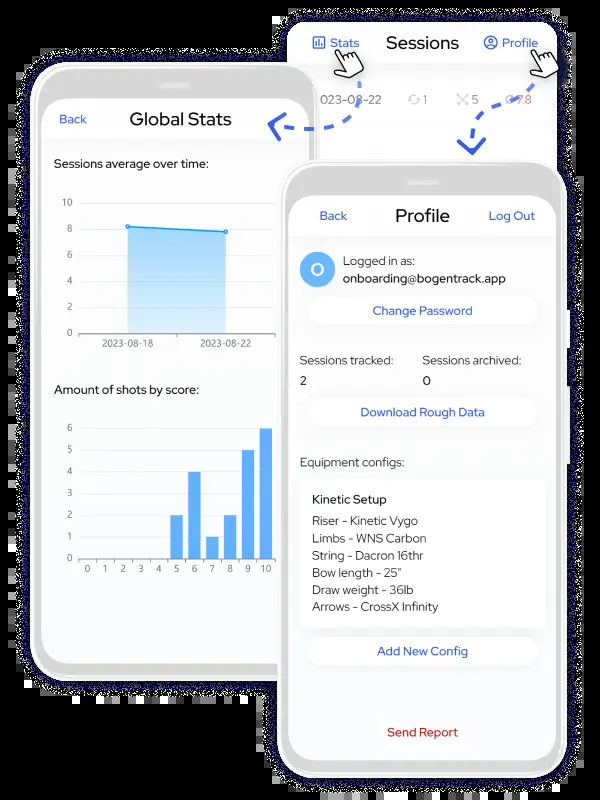 Stats Sessions Profile
023-08-22 1 5 7.8
Back Global Stats
Sessions average over time:
10
8
6
4
2
0
2023-08-18 2023-08-22
Amount of shots by score:
6
5
4
3
2
1
0
0 1 2 3 4 5 6 7 8 9 10
Back Profile Log Out
O
Logged in as:
onboarding@bogentrack.app
Change Password
Sessions tracked: Sessions archived:
2 0
Download Rough Data
Equipment configs:
Kinetic Setup
Riser - Kinetic Vygo
Limbs - WNS Carbon
String - Dacron 16thr
Bow length - 25"
Draw weight - 36lb
Arrows - CrossX Infinity
Add New Config
Send Report